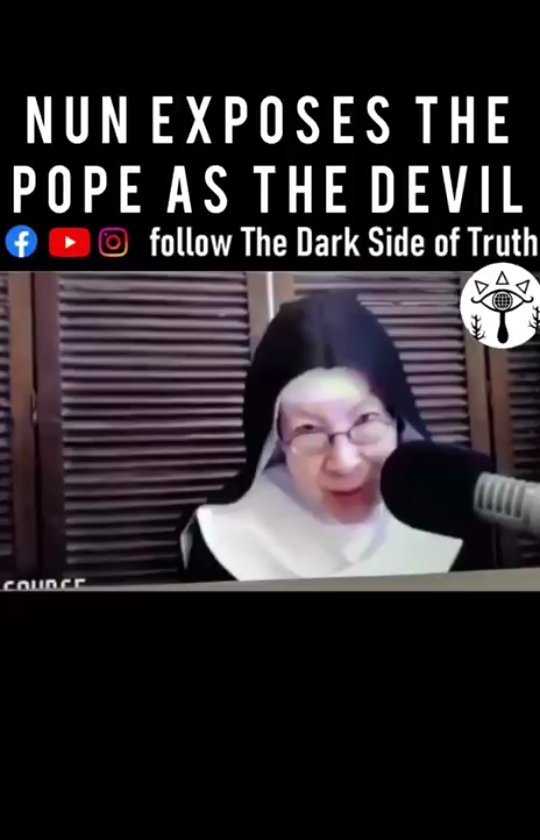 NUN EXPOSES THE
POPE AS THE DEVIL
follow The Dark Side of Truth